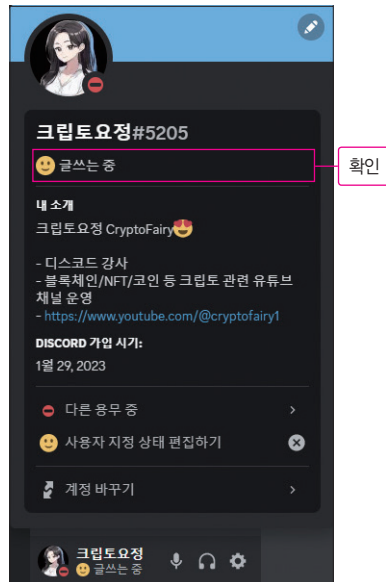 크립토요정#5205
글쓰는 중
확인
내 소개
크립토요정 CryptoFairy
- 디스코드 강사
- 블록체인/NFT/코인 등 크립토 관련 유튜브
채널 운영
- https://www.youtube.com/@cryptofairy1
DISCORD 가입 시기:
1월 29, 2023
다른 용무 중
사용자 지정 상태 편집하기
계정 바꾸기
크립토요정
글쓰는 중